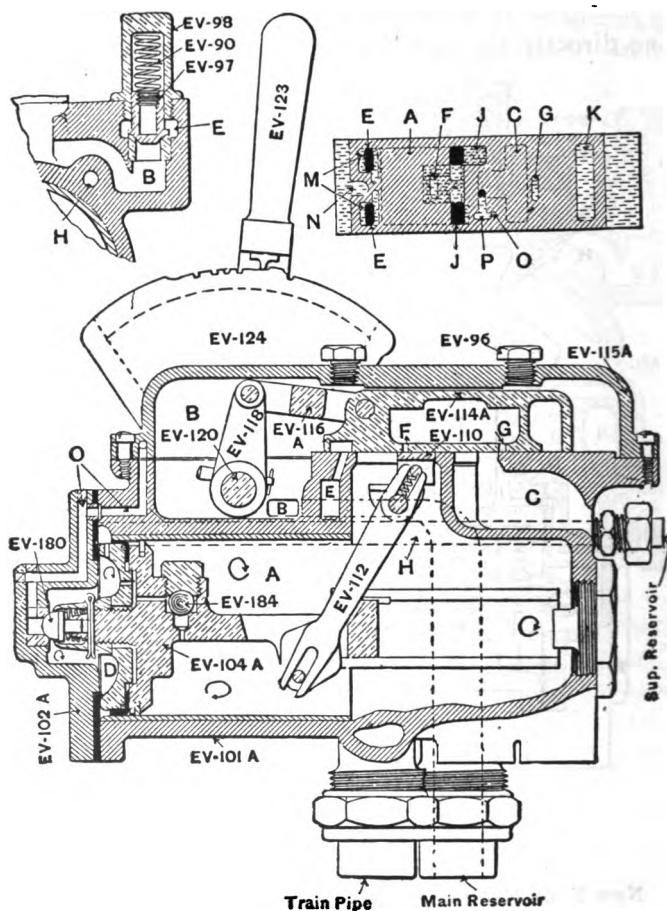 no directly
EV-98
EV-90
EV-97
E
B
H
EV-123
E A F J C G K
M
N
E J P O
EV-124
EV-96
EV-115A
B
EV-118
EV-116
A
EV-114A
EV-120
EV-110
F
G
O
E
B
C
H
EV-180
A
EV-112
EV-184
C
D
EV-104 A
EV-102 A
EV-101 A
Sup. Reservoir
Train Pipe
Main Reservoir